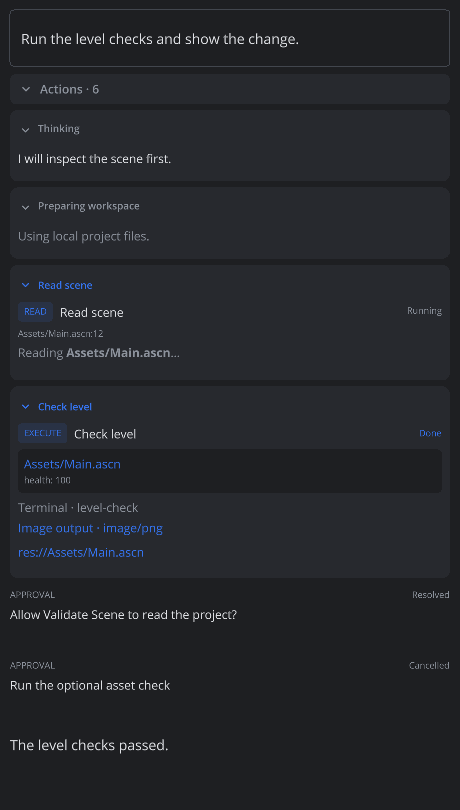 Run the level checks and show the change.
Actions · 6
Thinking
I will inspect the scene first.
Preparing workspace
Using local project files.
Read scene
READ Read scene Running
Assets/Main.ascn:12
Reading Assets/Main.ascn...
Check level
EXECUTE Check level Done
Assets/Main.ascn
health: 100
Terminal · level-check
Image output · image/png
res://Assets/Main.ascn
APPROVAL Resolved
Allow Validate Scene to read the project?
APPROVAL Cancelled
Run the optional asset check
The level checks passed.